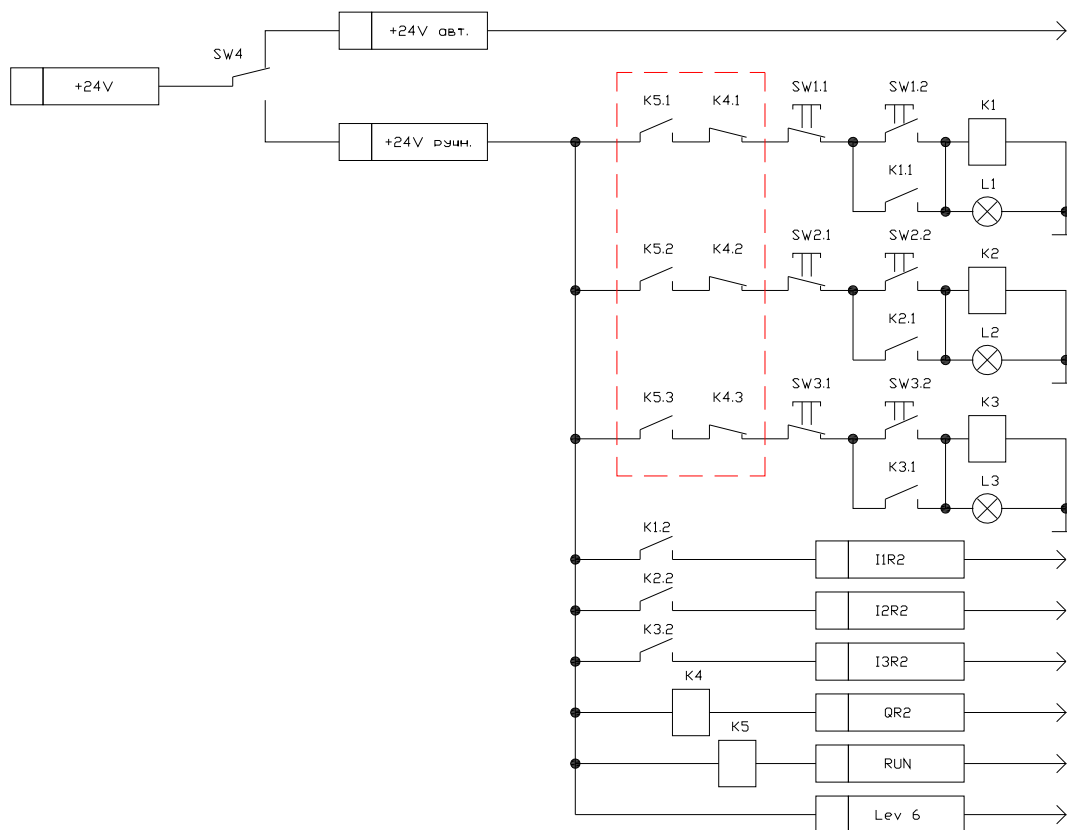 +24V авт.
SW4
+24V
K5.1 K4.1 SW1.1 SW1.2 K1
+24V ручн.
K1.1 L1
K5.2 K4.2 SW2.1 SW2.2 K2
K2.1 L2
K5.3 K4.3 SW3.1 SW3.2 K3
K3.1 L3
K1.2
I1R2
K2.2
I2R2
K3.2
I3R2
K4
QR2
K5
RUN
Lev 6